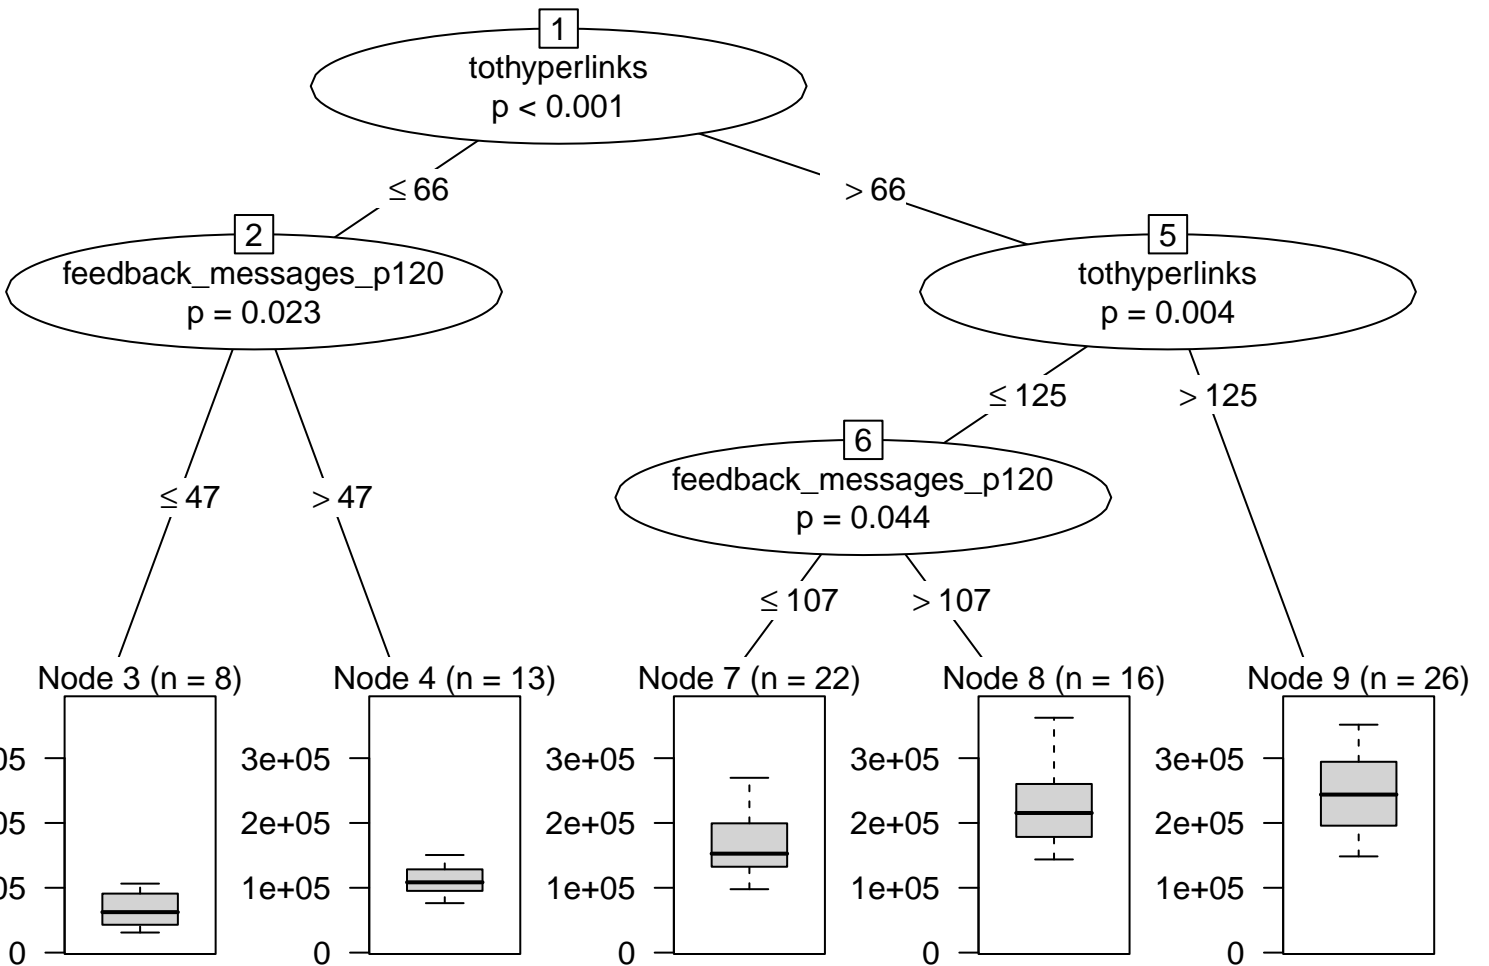 1
tothyperlinks
p < 0.001
≤ 66
> 66
2
feedback_messages_p120
p = 0.023
5
tothyperlinks
p = 0.004
≤ 125
> 125
6
feedback_messages_p120
p = 0.044
≤ 47
> 47
≤ 107
> 107
Node 3 (n = 8)
05
05
05
0
Node 4 (n = 13)
3e+05
2e+05
1e+05
0
Node 7 (n = 22)
3e+05
2e+05
1e+05
0
Node 8 (n = 16)
3e+05
2e+05
1e+05
0
Node 9 (n = 26)
3e+05
2e+05
1e+05
0